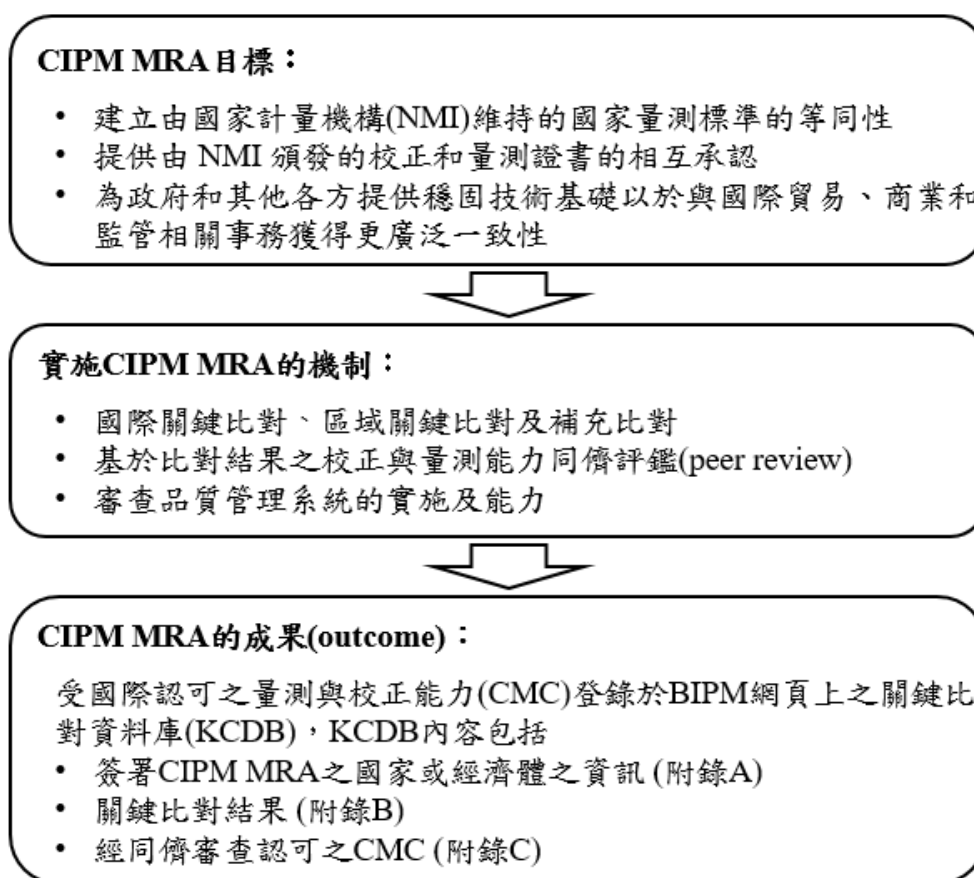 CIPM MRA目標：
• 建立由國家計量機構(NMI)維持的國家量測標準的等同性
• 提供由 NMI 頒發的校正和量測證書的相互承認
• 為政府和其他各方提供穩固技術基礎以於與國際貿易、商業和
監管相關事務獲得更廣泛一致性
實施CIPM MRA的機制：
• 國際關鍵比對、區域關鍵比對及補充比對
• 基於比對結果之校正與量測能力同儕評鑑(peer review)
• 審查品質管理系統的實施及能力
CIPM MRA的成果(outcome)：
受國際認可之量測與校正能力(CMC)登錄於BIPM網頁上之關鍵比
對資料庫(KCDB)，KCDB內容包括
• 簽署CIPM MRA之國家或經濟體之資訊 (附錄A)
• 關鍵比對結果 (附錄B)
• 經同儕審查認可之CMC (附錄C)